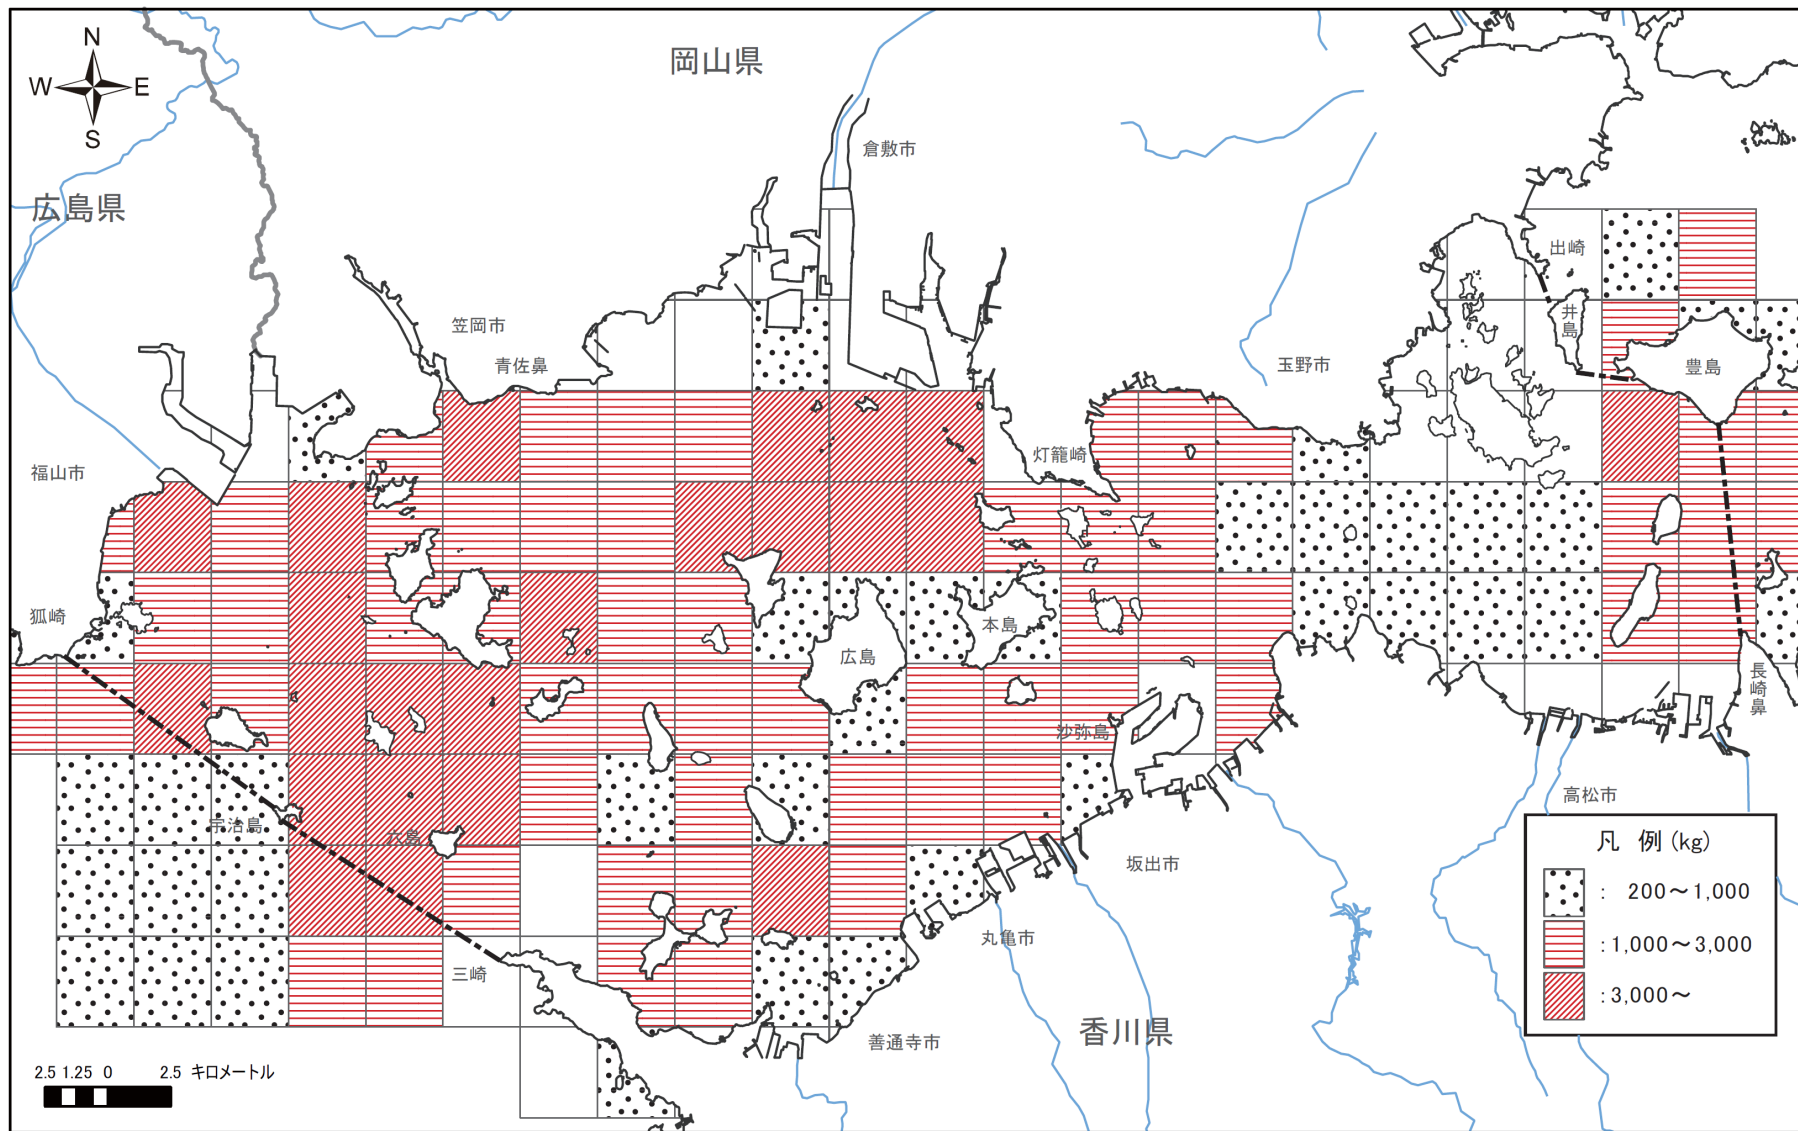 N
W
E
S
岡山県
倉敷市
広島県
出崎
笠岡市
井島
青佐鼻
玉野市
豊島
灯籠崎
福山市
狐崎
本島
広島
長崎鼻
沙弥島
高松市
宇治島
六島
坂出市
丸亀市
三崎
善通寺市
香川県
凡 例 (kg)
: 200～1,000
:1,000～3,000
:3,000～
2.5 1.25 0 2.5 キロメートル